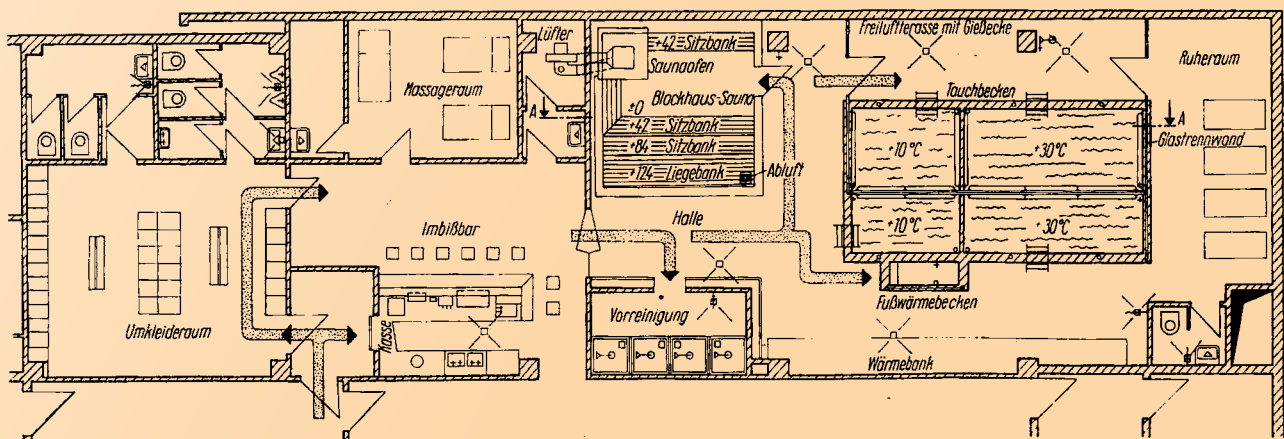 Lüfter
+42 Sitzbank
Saunaofen
Freiluftterasse mit Gießecke
Ruheraum
Massageraum
A
Blockhaus-Sauna
±0
+42 Sitzbank
+84 Sitzbank
+124 Liegebank
Abluft
Tauchbecken
A
Glastrennwand
+10°C
+30°C
+10°C
+30°C
Halle
Imbißbar
Umkleideraum
Kasse
Vorreinigung
Fußwärmebecken
Wärmebank